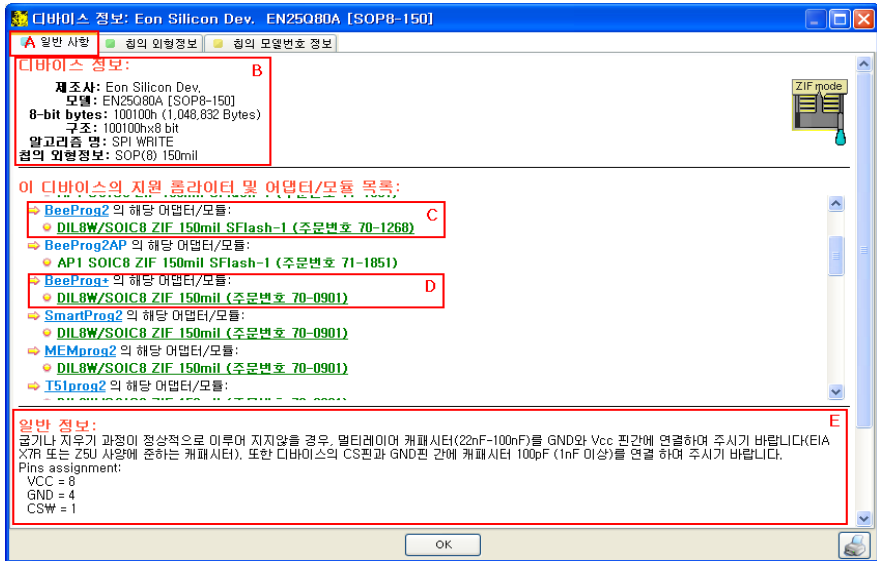 디바이스 정보: Eon Silicon Dev. EN25Q80A [SOP8-150]
A 일반 사항 칩의 외형정보 칩의 모델번호 정보
디바이스 정보:
B
제조사: Eon Silicon Dev,
모델: EN25Q80A [SOP8-150]
8-bit bytes: 100100h (1,048,832 Bytes)
구조: 100100hx8 bit
알고리즘 명: SPI WRITE
칩의 외형정보: SOP(8) 150mil
ZIF mode
이 디바이스의 지원 롬라이터 및 어댑터/모듈 목록:
BeeProg2 의 해당 어댑터/모듈:
C
DIL8W/SOIC8 ZIF 150mil SFlash-1 (주문번호 70-1268)
BeeProg2AP 의 해당 어댑터/모듈:
AP1 SOIC8 ZIF 150mil SFlash-1 (주문번호 71-1851)
BeeProg+ 의 해당 어댑터/모듈:
D
DIL8W/SOIC8 ZIF 150mil (주문번호 70-0901)
SmartProg2 의 해당 어댑터/모듈:
DIL8W/SOIC8 ZIF 150mil (주문번호 70-0901)
MEMprog2 의 해당 어댑터/모듈:
DIL8W/SOIC8 ZIF 150mil (주문번호 70-0901)
T51prog2 의 해당 어댑터/모듈:
E
일반 정보:
굽기나 지우기 과정이 정상적으로 이루어 지지않을 경우, 멀티레이어 캐패시터(22nF-100nF)를 GND와 Vcc 핀간에 연결하여 주시기 바랍니다(EIA
X7R 또는 Z5U 사양에 준하는 캐패시터), 또한 디바이스의 CS핀과 GND핀 간에 캐패시터 100pF (1nF 이상)를 연결 하여 주시기 바랍니다.
Pins assignment:
VCC = 8
GND = 4
CS₩ = 1
OK